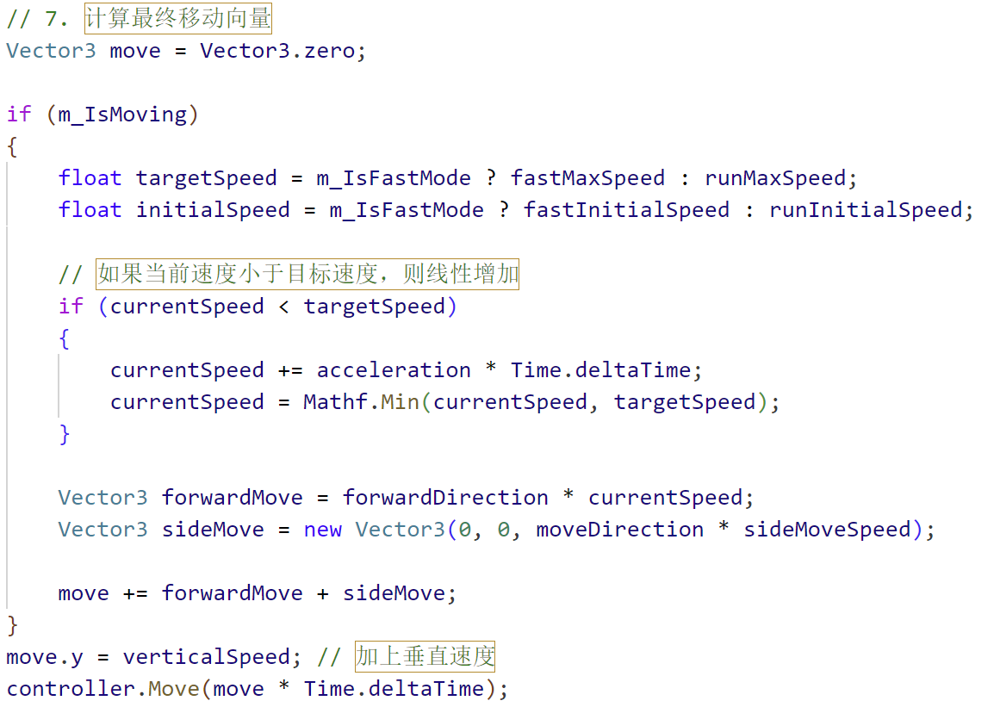 // 7. 计算最终移动向量
Vector3 move = Vector3.zero;

if (m_IsMoving)
{
    float targetSpeed = m_IsFastMode ? fastMaxSpeed : runMaxSpeed;
    float initialSpeed = m_IsFastMode ? fastInitialSpeed : runInitialSpeed;

    // 如果当前速度小于目标速度，则线性增加
    if (currentSpeed < targetSpeed)
    {
        currentSpeed += acceleration * Time.deltaTime;
        currentSpeed = Mathf.Min(currentSpeed, targetSpeed);
    }

    Vector3 forwardMove = forwardDirection * currentSpeed;
    Vector3 sideMove = new Vector3(0, 0, moveDirection * sideMoveSpeed);

    move += forwardMove + sideMove;
}
move.y = verticalSpeed; // 加上垂直速度
controller.Move(move * Time.deltaTime);